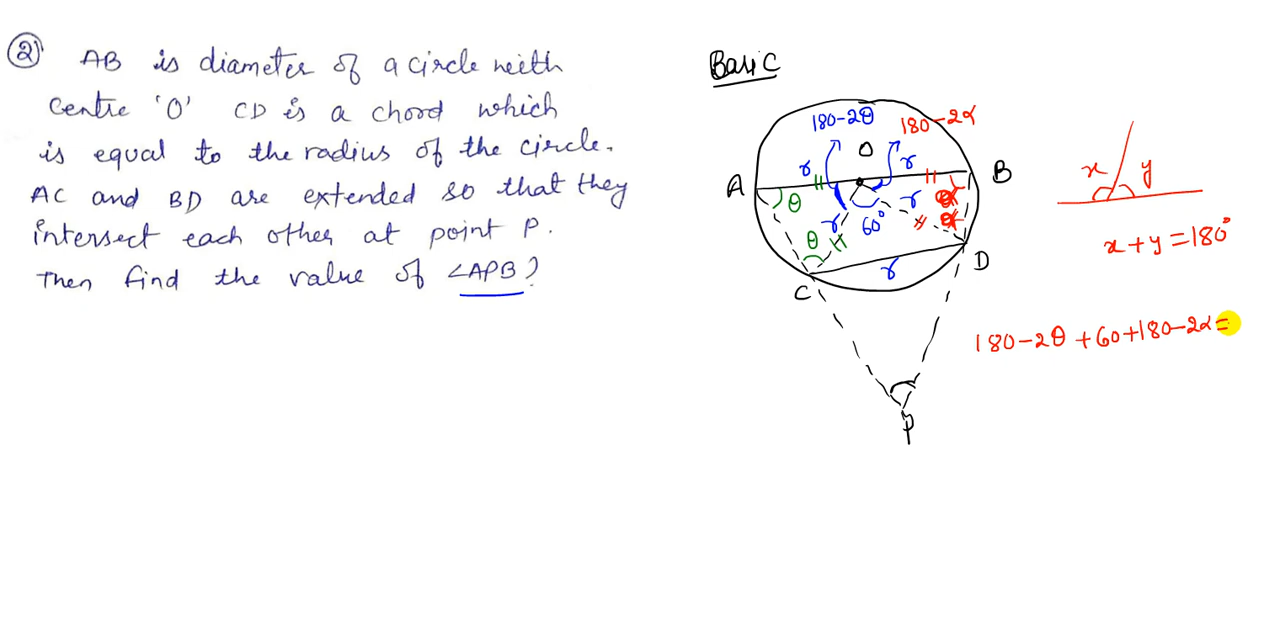 ② AB is diameter of a circle with
Centre 'O' CD is a chord which
is equal to the radius of the circle.
AC and BD are extended so that they
intersect each other at point P.
Then find the value of ∠APB?
Basic
180-2θ 180-2α
O
r r
A B
θ r r
60°
θ
r
C D
P
x y
x+y=180°
180-2θ+60+180-2α=